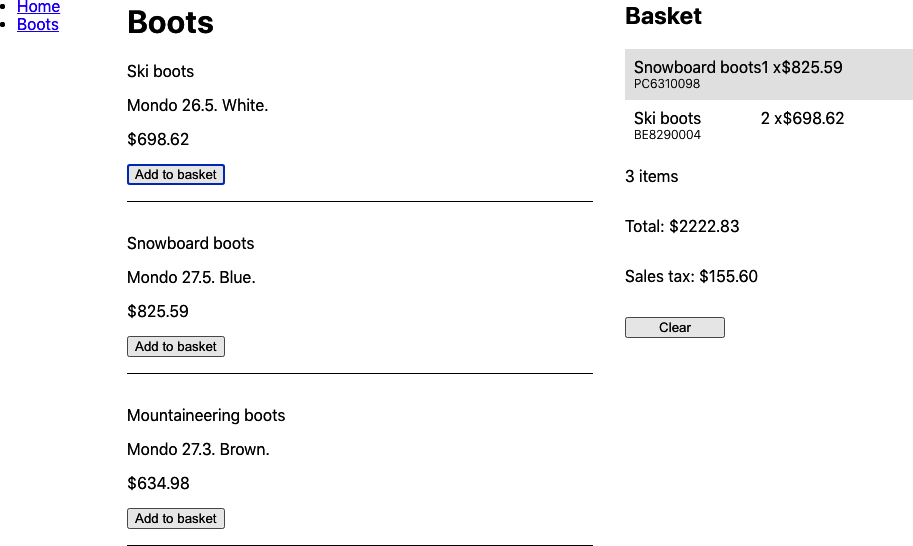 Home
Boots
Boots
Ski boots
Mondo 26.5. White.
$698.62
Add to basket
Snowboard boots
Mondo 27.5. Blue.
$825.59
Add to basket
Mountaineering boots
Mondo 27.3. Brown.
$634.98
Add to basket
Basket
Snowboard boots1 x$825.59
PC6310098
Ski boots 2 x$698.62
BE8290004
3 items
Total: $2222.83
Sales tax: $155.60
Clear